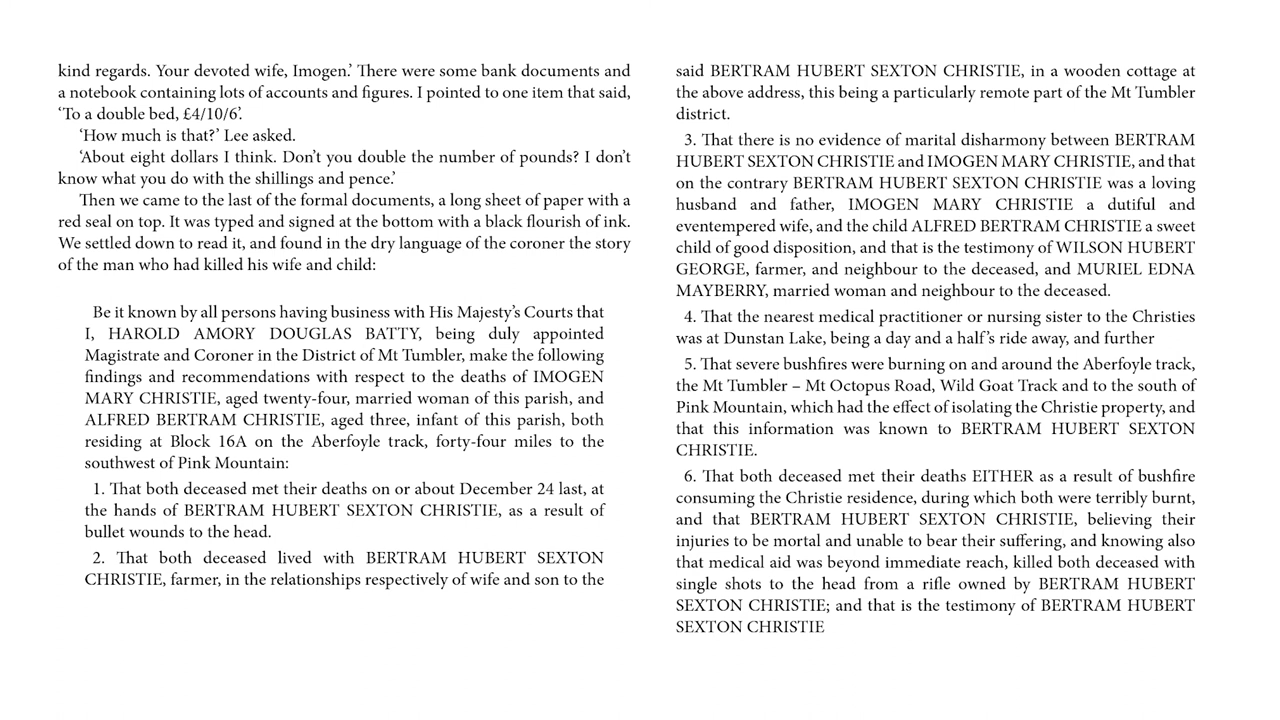 kind regards. Your devoted wife, Imogen.’ There were some bank documents and
a notebook containing lots of accounts and figures. I pointed to one item that said,
‘To a double bed, £4/10/6’.
‘How much is that?’ Lee asked.
‘About eight dollars I think. Don’t you double the number of pounds? I don’t
know what you do with the shillings and pence.’
Then we came to the last of the formal documents, a long sheet of paper with a
red seal on top. It was typed and signed at the bottom with a black flourish of ink.
We settled down to read it, and found in the dry language of the coroner the story
of the man who had killed his wife and child:
Be it known by all persons having business with His Majesty’s Courts that
I, HAROLD AMORY DOUGLAS BATTY, being duly appointed
Magistrate and Coroner in the District of Mt Tumbler, make the following
findings and recommendations with respect to the deaths of IMOGEN
MARY CHRISTIE, aged twenty-four, married woman of this parish, and
ALFRED BERTRAM CHRISTIE, aged three, infant of this parish, both
residing at Block 16A on the Aberfoyle track, forty-four miles to the
southwest of Pink Mountain:
1. That both deceased met their deaths on or about December 24 last, at
the hands of BERTRAM HUBERT SEXTON CHRISTIE, as a result of
bullet wounds to the head.
2. That both deceased lived with BERTRAM HUBERT SEXTON
CHRISTIE, farmer, in the relationships respectively of wife and son to the
said BERTRAM HUBERT SEXTON CHRISTIE, in a wooden cottage at
the above address, this being a particularly remote part of the Mt Tumbler
district.
3. That there is no evidence of marital disharmony between BERTRAM
HUBERT SEXTON CHRISTIE and IMOGEN MARY CHRISTIE, and that
on the contrary BERTRAM HUBERT SEXTON CHRISTIE was a loving
husband and father, IMOGEN MARY CHRISTIE a dutiful and
eventempered wife, and the child ALFRED BERTRAM CHRISTIE a sweet
child of good disposition, and that is the testimony of WILSON HUBERT
GEORGE, farmer, and neighbour to the deceased, and MURIEL EDNA
MAYBERRY, married woman and neighbour to the deceased.
4. That the nearest medical practitioner or nursing sister to the Christies
was at Dunstan Lake, being a day and a half’s ride away, and further
5. That severe bushfires were burning on and around the Aberfoyle track,
the Mt Tumbler – Mt Octopus Road, Wild Goat Track and to the south of
Pink Mountain, which had the effect of isolating the Christie property, and
that this information was known to BERTRAM HUBERT SEXTON
CHRISTIE.
6. That both deceased met their deaths EITHER as a result of bushfire
consuming the Christie residence, during which both were terribly burnt,
and that BERTRAM HUBERT SEXTON CHRISTIE, believing their
injuries to be mortal and unable to bear their suffering, and knowing also
that medical aid was beyond immediate reach, killed both deceased with
single shots to the head from a rifle owned by BERTRAM HUBERT
SEXTON CHRISTIE; and that is the testimony of BERTRAM HUBERT
SEXTON CHRISTIE